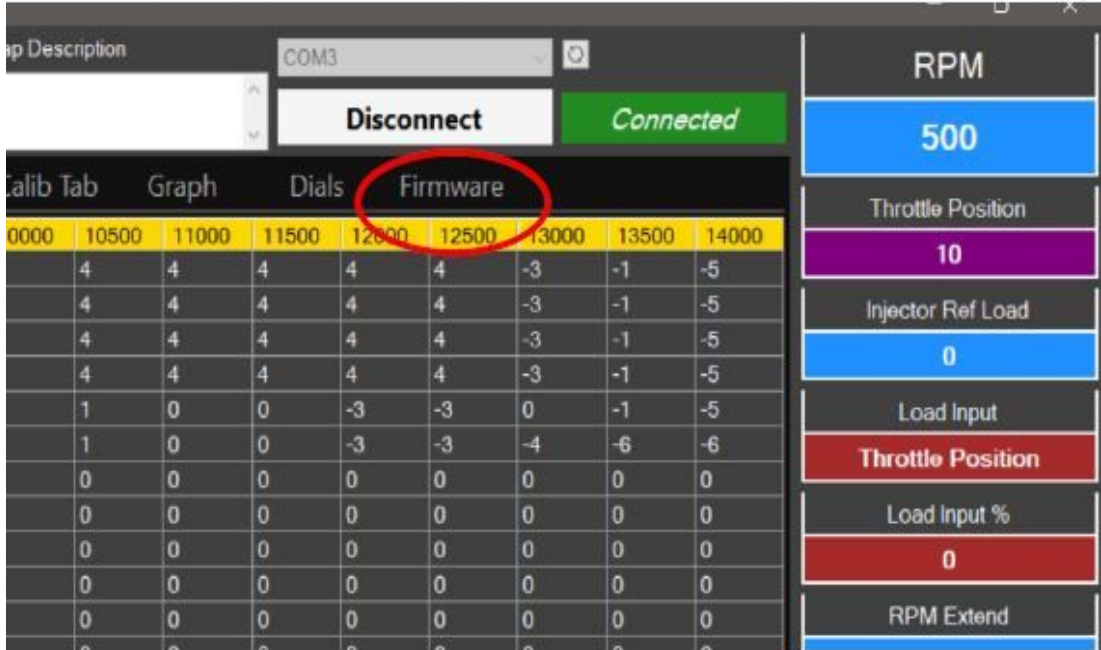 ap Description
COM3
Disconnect
Connected
Calib Tab Graph Dials Firmware
0000 10500 11000 11500 12000 12500 13000 13500 14000
4 4 4 4 4 -3 -1 -5
4 4 4 4 4 -3 -1 -5
4 4 4 4 4 -3 -1 -5
4 4 4 4 4 -3 -1 -5
1 0 0 -3 -3 0 -1 -5
1 0 0 -3 -3 -4 -6 -6
0 0 0 0 0 0 0 0
0 0 0 0 0 0 0 0
0 0 0 0 0 0 0 0
0 0 0 0 0 0 0 0
0 0 0 0 0 0 0 0
RPM
500
Throttle Position
10
Injector Ref Load
0
Load Input
Throttle Position
Load Input %
0
RPM Extend